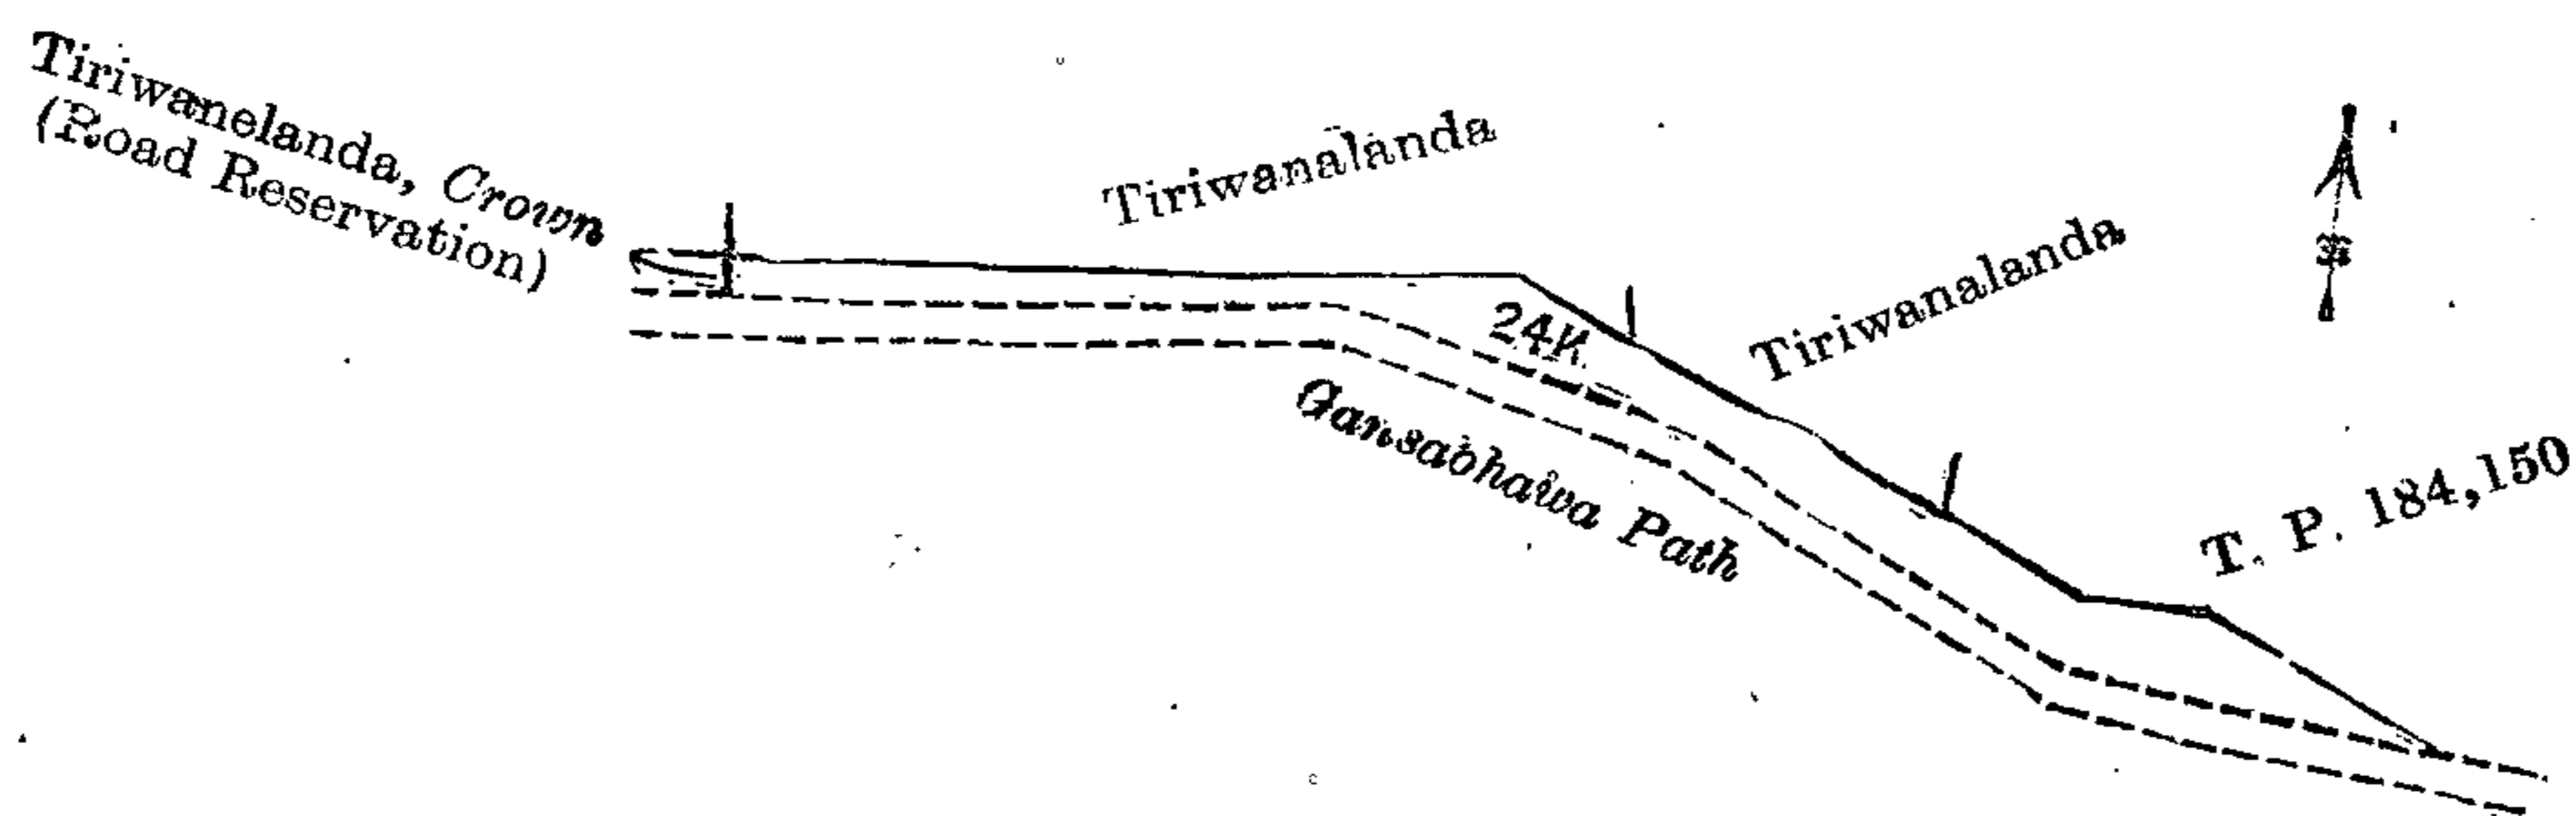 Tiriwanelanda, Crown
(Road Reservation)
Tiriwanalanda
Tiriwanalanda
24K
Gansabhawa Path
T. P. 184,150